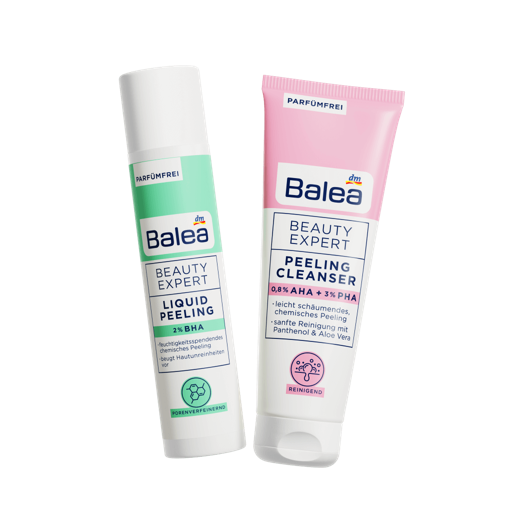 PARFÜMFREI
dm
Balea
BEAUTY
EXPERT
LIQUID
PEELING
2% BHA
·feuchtigkeitsspendendes
chemisches Peeling
·beugt Hautunreinheiten
vor
PORENVERFEINERND
PARFÜMFREI
dm
Balea
BEAUTY
EXPERT
PEELING
CLEANSER
0,8% AHA + 3% PHA
·leicht schäumendes,
chemisches Peeling
·sanfte Reinigung mit
Panthenol & Aloe Vera
REINIGEND